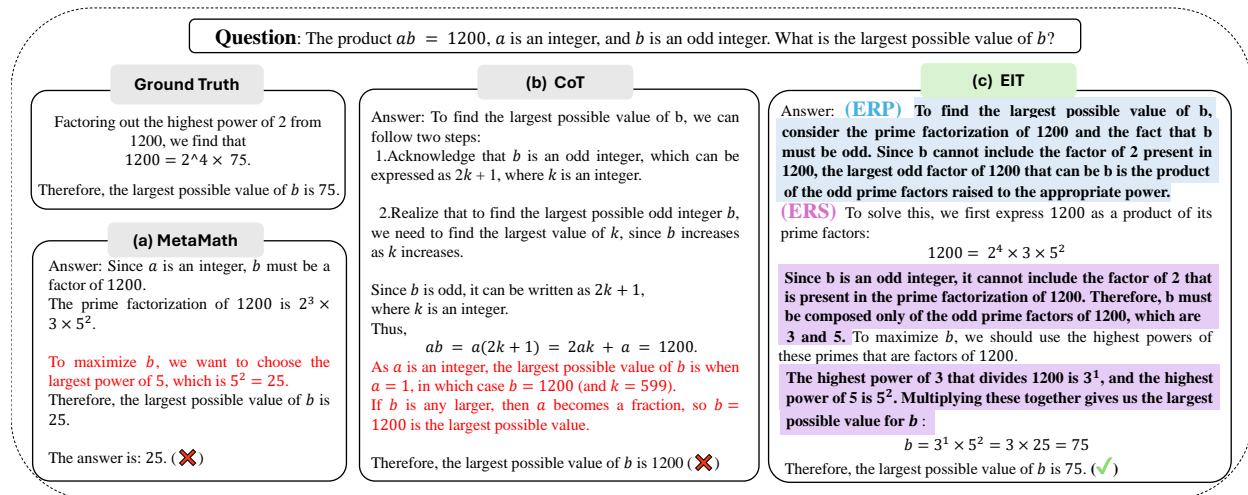 Question: The product ab = 1200, a is an integer, and b is an odd integer. What is the largest possible value of b?
Ground Truth
Factoring out the highest power of 2 from
1200, we find that
1200 = 2^4 × 75.
Therefore, the largest possible value of b is 75.
(a) MetaMath
Answer: Since a is an integer, b must be a
factor of 1200.
The prime factorization of 1200 is 2³ ×
3 × 5².
To maximize b, we want to choose the
largest power of 5, which is 5² = 25.
Therefore, the largest possible value of b is
25.
The answer is: 25. (❌)
(b) CoT
Answer: To find the largest possible value of b, we can
follow two steps:
1.Acknowledge that b is an odd integer, which can be
expressed as 2k + 1, where k is an integer.
2.Realize that to find the largest possible odd integer b,
we need to find the largest value of k, since b increases
as k increases.
Since b is odd, it can be written as 2k + 1,
where k is an integer.
Thus,
ab = a(2k + 1) = 2ak + a = 1200.
As a is an integer, the largest possible value of b is when
a = 1, in which case b = 1200 (and k = 599).
If b is any larger, then a becomes a fraction, so b =
1200 is the largest possible value.
Therefore, the largest possible value of b is 1200 (❌)
(c) EIT
Answer: (ERP) To find the largest possible value of b,
consider the prime factorization of 1200 and the fact that b
must be odd. Since b cannot include the factor of 2 present in
1200, the largest odd factor of 1200 that can be b is the product
of the odd prime factors raised to the appropriate power.
(ERS) To solve this, we first express 1200 as a product of its
prime factors:
1200 = 2⁴ × 3 × 5²
Since b is an odd integer, it cannot include the factor of 2 that
is present in the prime factorization of 1200. Therefore, b must
be composed only of the odd prime factors of 1200, which are
3 and 5. To maximize b, we should use the highest powers of
these primes that are factors of 1200.
The highest power of 3 that divides 1200 is 3¹, and the highest
power of 5 is 5². Multiplying these together gives us the largest
possible value for b :
b = 3¹ × 5² = 3 × 25 = 75
Therefore, the largest possible value of b is 75. (✓)